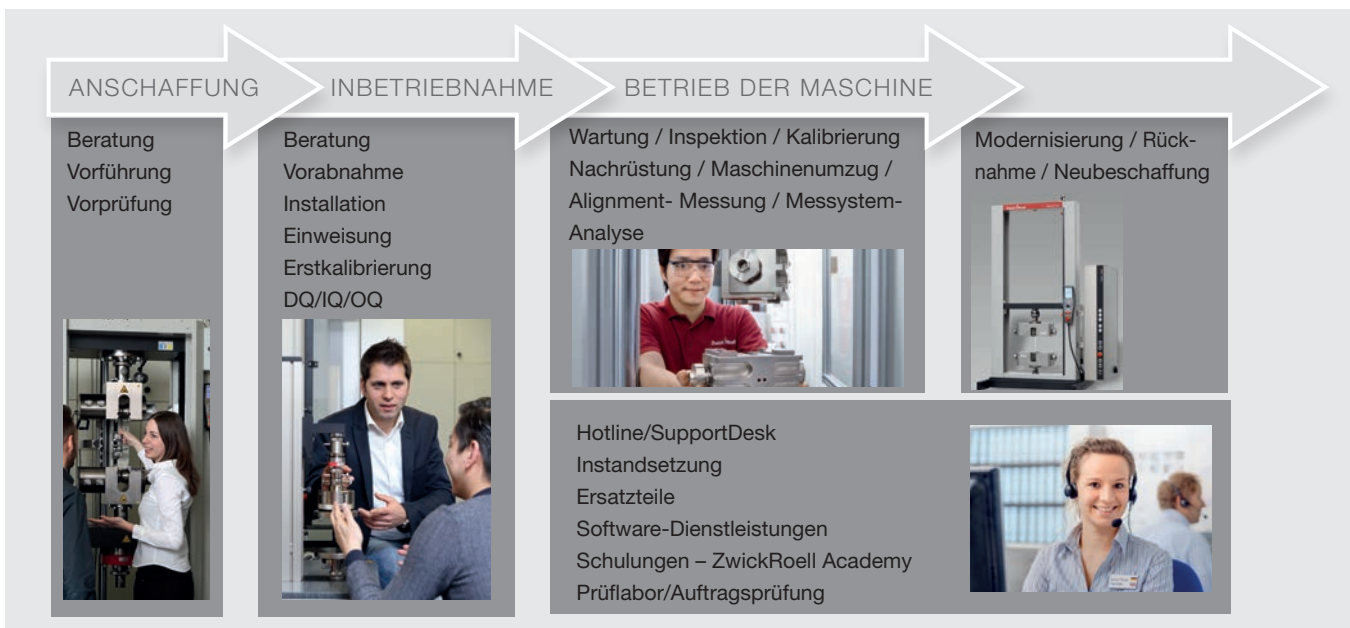 ANSCHAFFUNG
INBETRIEBNAHME
BETRIEB DER MASCHINE
Beratung
Vorführung
Vorprüfung
Beratung
Vorabnahme
Installation
Einweisung
Erstkalibrierung
DQ/IQ/OQ
Wartung / Inspektion / Kalibrierung
Nachrüstung / Maschinenumzug /
Alignment- Messung / Messystem-
Analyse
Modernisierung / Rück-
nahme / Neubeschaffung
Hotline/SupportDesk
Instandsetzung
Ersatzteile
Software-Dienstleistungen
Schulungen – ZwickRoell Academy
Prüflabor/Auftragsprüfung